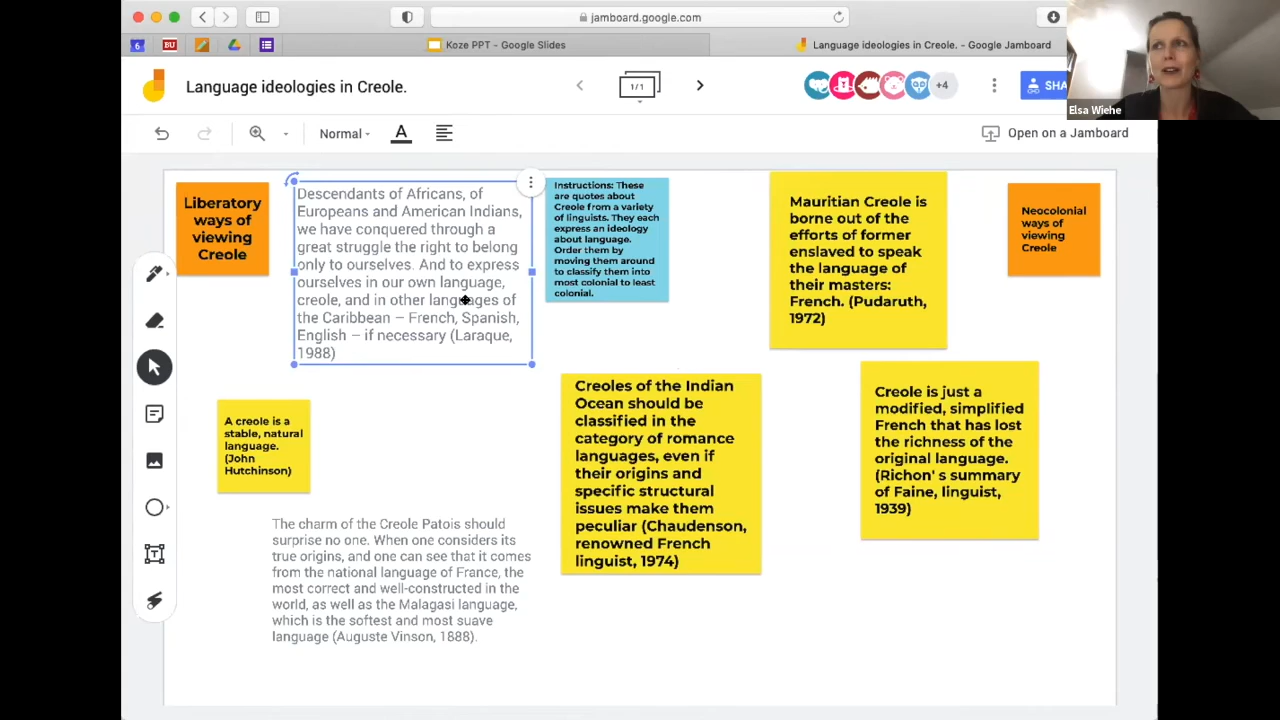 jamboard.google.com
6
BU
Koze PPT - Google Slides
Language ideologies in Creole. - Google Jamboard
Language ideologies in Creole.
1/1
+4
SHA
Elsa Wiehe
Normal
A
Open on a Jamboard
Liberatory
ways of
viewing
Creole
Descendants of Africans, of
Europeans and American Indians,
we have conquered through a
great struggle the right to belong
only to ourselves. And to express
ourselves in our own language,
creole, and in other languages of
the Caribbean – French, Spanish,
English – if necessary (Laraque,
1988)
Instructions: These
are quotes about
Creole from a variety
of linguists. They each
express an ideology
about language.
Order them by
moving them around
to classify them into
most colonial to least
colonial.
Mauritian Creole is
borne out of the
efforts of former
enslaved to speak
the language of
their masters:
French. (Pudaruth,
1972)
Neocolonial
ways of
viewing
Creole
A creole is a
stable, natural
language.
(John
Hutchinson)
Creoles of the Indian
Ocean should be
classified in the
category of romance
languages, even if
their origins and
specific structural
issues make them
peculiar (Chaudenson,
renowned French
linguist, 1974)
Creole is just a
modified, simplified
French that has lost
the richness of the
original language.
(Richon' s summary
of Faine, linguist,
1939)
The charm of the Creole Patois should
surprise no one. When one considers its
true origins, and one can see that it comes
from the national language of France, the
most correct and well-constructed in the
world, as well as the Malagasi language,
which is the softest and most suave
language (Auguste Vinson, 1888).
T